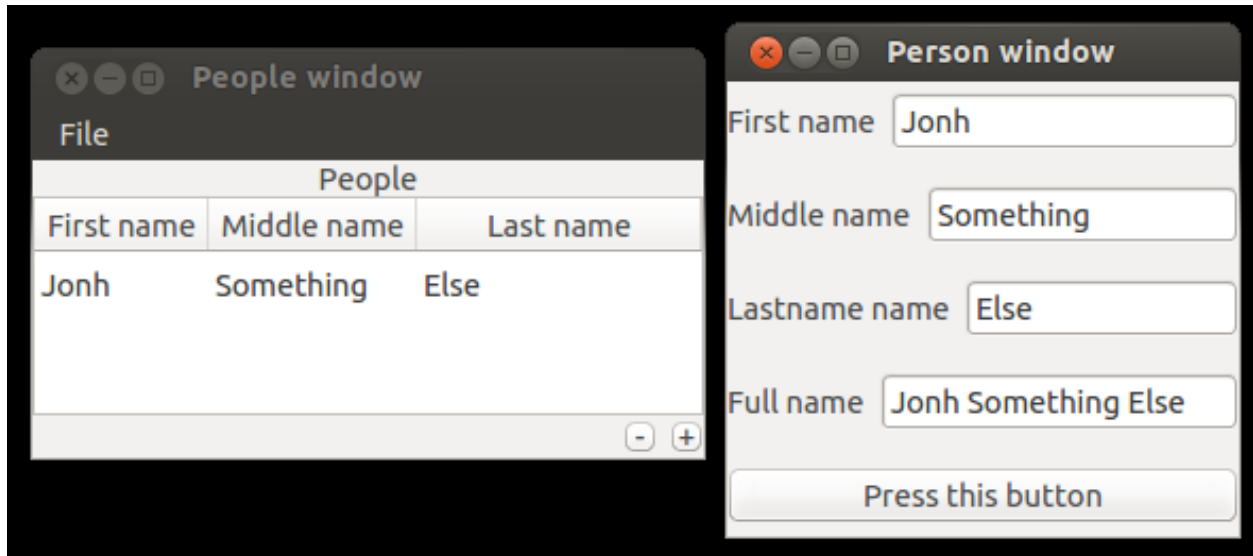 People window
File
People
First name Middle name Last name
Jonh Something Else
- +
Person window
First name Jonh
Middle name Something
Lastname name Else
Full name Jonh Something Else
Press this button